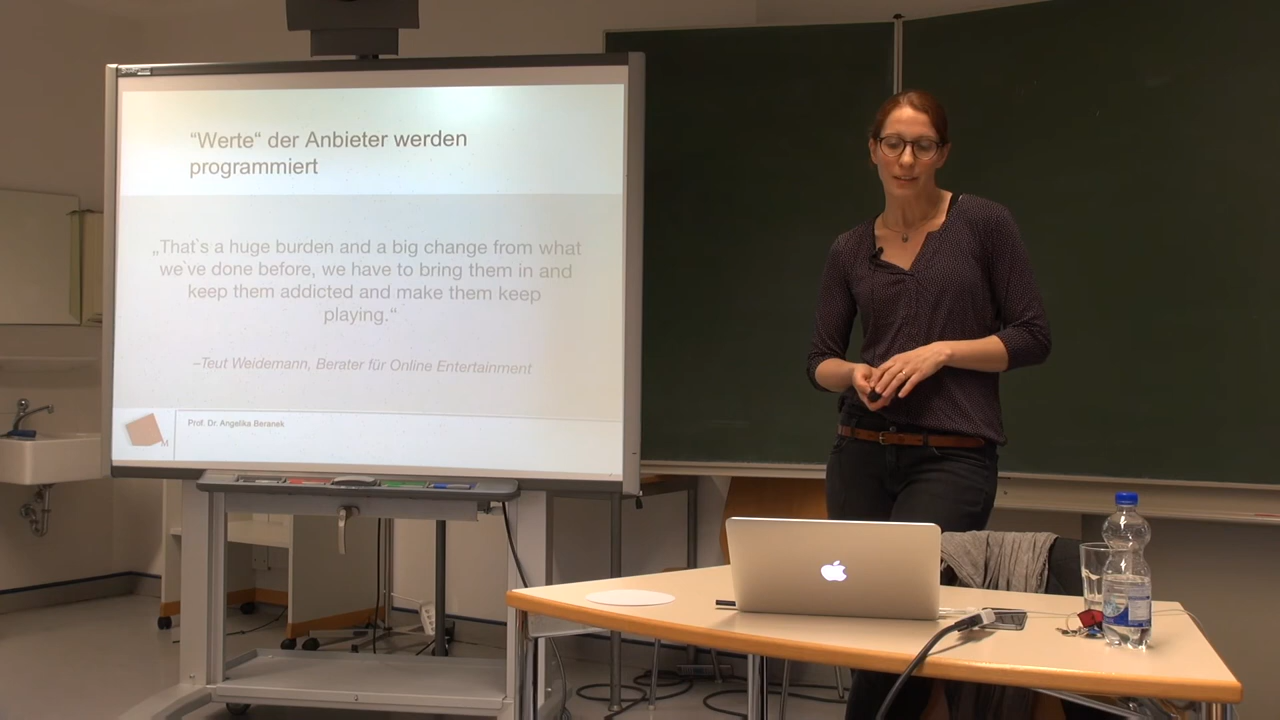 “Werte“ der Anbieter werden
programmiert
„That`s a huge burden and a big change from what
we`ve done before, we have to bring them in and
keep them addicted and make them keep
playing.“
–Teut Weidemann, Berater für Online Entertainment
Prof. Dr. Angelika Beranek
M